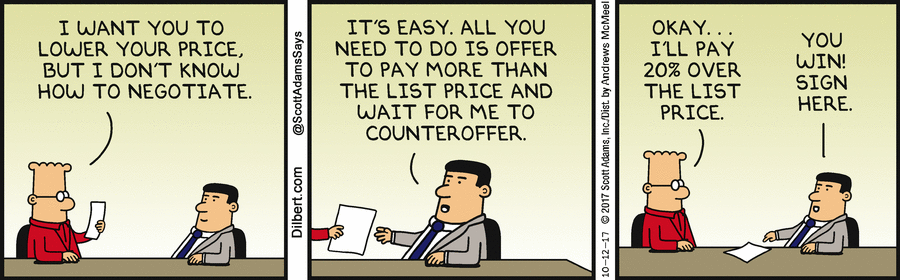 I WANT YOU TO
LOWER YOUR PRICE,
BUT I DON'T KNOW
HOW TO NEGOTIATE.
Dilbert.com @ScottAdamsSays
IT'S EASY. ALL YOU
NEED TO DO IS OFFER
TO PAY MORE THAN
THE LIST PRICE AND
WAIT FOR ME TO
COUNTEROFFER.
10-12-17 © 2017 Scott Adams, Inc./Dist. by Andrews McMeel
OKAY...
I'LL PAY
20% OVER
THE LIST
PRICE.
YOU
WIN!
SIGN
HERE.